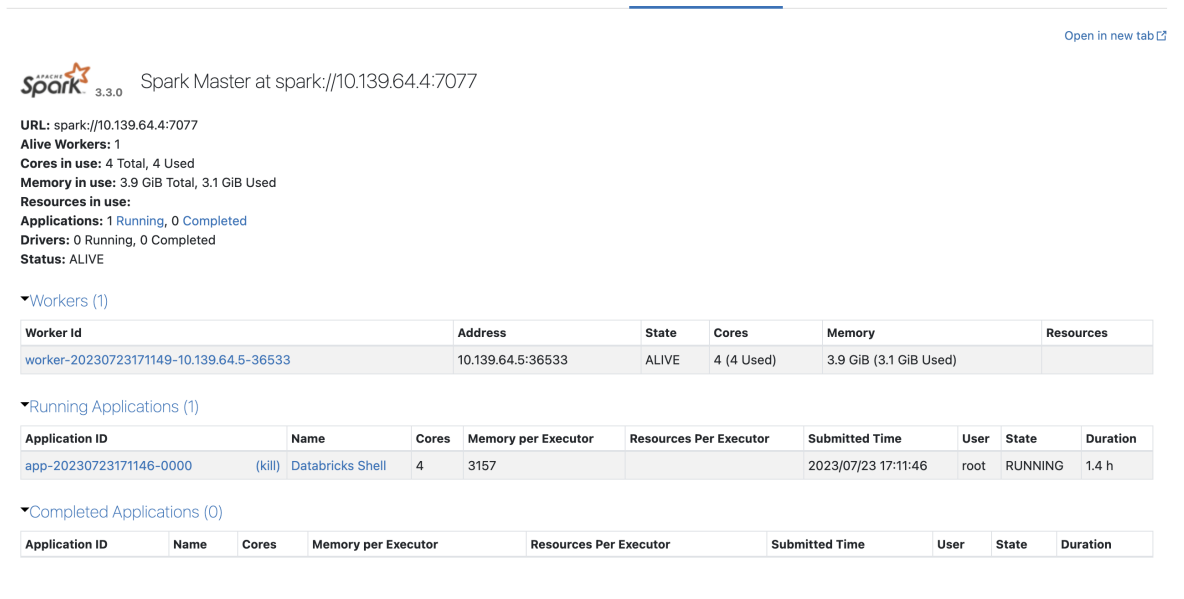 Open in new tab
APACHE Spark 3.3.0 Spark Master at spark://10.139.64.4:7077
URL: spark://10.139.64.4:7077
Alive Workers: 1
Cores in use: 4 Total, 4 Used
Memory in use: 3.9 GiB Total, 3.1 GiB Used
Resources in use:
Applications: 1 Running, 0 Completed
Drivers: 0 Running, 0 Completed
Status: ALIVE
Workers (1)
Worker Id Address State Cores Memory Resources
worker-20230723171149-10.139.64.5-36533 10.139.64.5:36533 ALIVE 4 (4 Used) 3.9 GiB (3.1 GiB Used)
Running Applications (1)
Application ID Name Cores Memory per Executor Resources Per Executor Submitted Time User State Duration
app-20230723171146-0000 (kill) Databricks Shell 4 3157 2023/07/23 17:11:46 root RUNNING 1.4 h
Completed Applications (0)
Application ID Name Cores Memory per Executor Resources Per Executor Submitted Time User State Duration